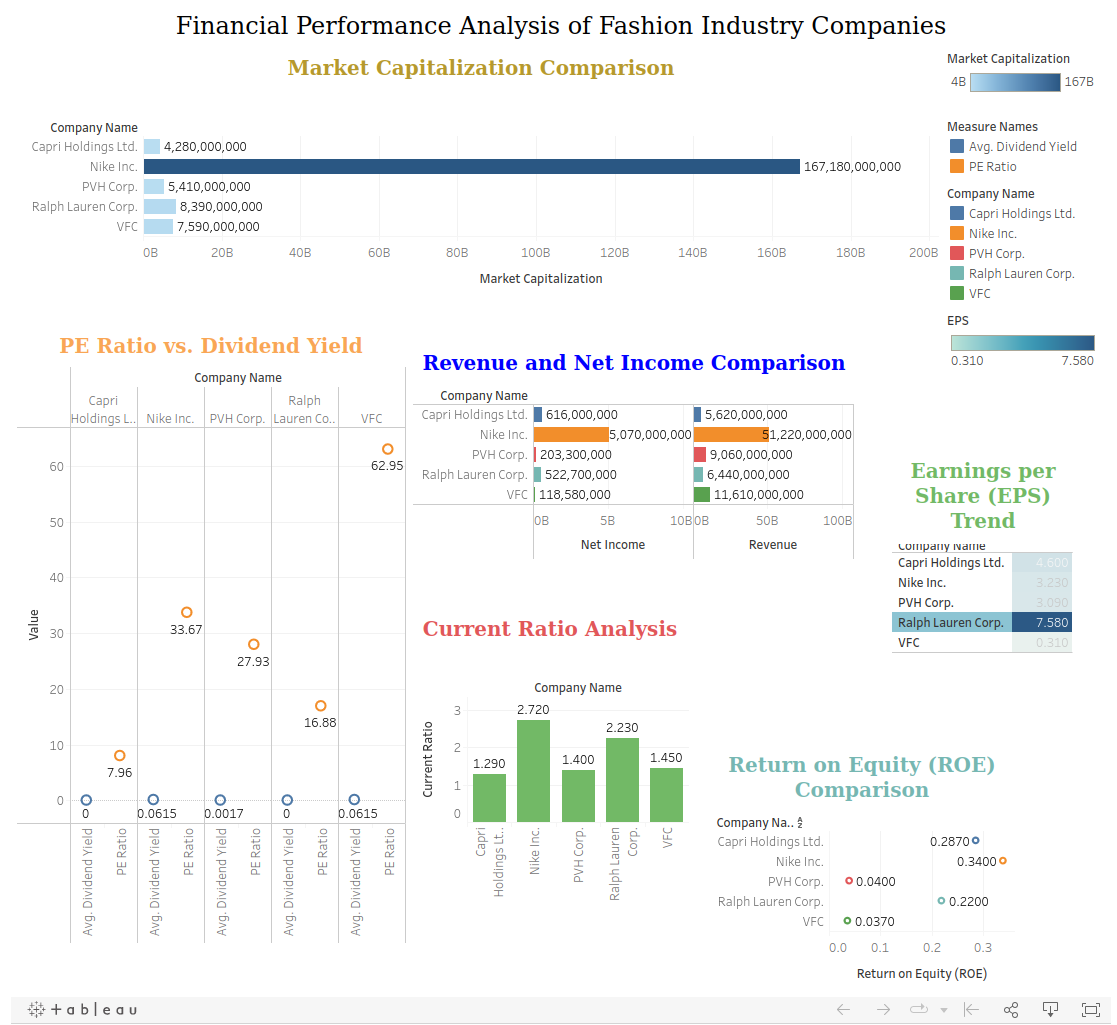 Financial Performance Analysis of Fashion Industry Companies
Market Capitalization Comparison
Company Name
Capri Holdings Ltd. 4,280,000,000
Nike Inc. 167,180,000,000
PVH Corp. 5,410,000,000
Ralph Lauren Corp. 8,390,000,000
VFC 7,590,000,000
0B 20B 40B 60B 80B 100B 120B 140B 160B 180B 200B
Market Capitalization
Market Capitalization
4B 167B
Measure Names
Avg. Dividend Yield
PE Ratio
Company Name
Capri Holdings Ltd.
Nike Inc.
PVH Corp.
Ralph Lauren Corp.
VFC
EPS
0.310 7.580
PE Ratio vs. Dividend Yield
Company Name
Capri Ralph
Holdings L.. Nike Inc. PVH Corp. Lauren Co.. VFC
Value
60
50
40
30
20
10
0
62.95
33.67
27.93
16.88
7.96
0 0.0615 0.0017 0 0.0615
Avg. Dividend Yield
PE Ratio
Avg. Dividend Yield
PE Ratio
Avg. Dividend Yield
PE Ratio
Avg. Dividend Yield
PE Ratio
Avg. Dividend Yield
PE Ratio
Revenue and Net Income Comparison
Company Name
Capri Holdings Ltd. 616,000,000 5,620,000,000
Nike Inc. 5,070,000,000 51,220,000,000
PVH Corp. 203,300,000 9,060,000,000
Ralph Lauren Corp. 522,700,000 6,440,000,000
VFC 118,580,000 11,610,000,000
0B 5B 10B 0B 50B 100B
Net Income Revenue
Earnings per
Share (EPS)
Trend
Company Name
Capri Holdings Ltd. 4.600
Nike Inc. 3.230
PVH Corp. 3.090
Ralph Lauren Corp. 7.580
VFC 0.310
Current Ratio Analysis
Company Name
Current Ratio
3
2
1
0
1.290 2.720 1.400 2.230 1.450
Capri
Holdings Lt..
Nike Inc.
PVH Corp.
Ralph Lauren
Corp.
VFC
Return on Equity (ROE)
Comparison
Company Na..
Capri Holdings Ltd. 0.2870
Nike Inc. 0.3400
PVH Corp. 0.0400
Ralph Lauren Corp. 0.2200
VFC 0.0370
0.0 0.1 0.2 0.3
Return on Equity (ROE)
+ableau